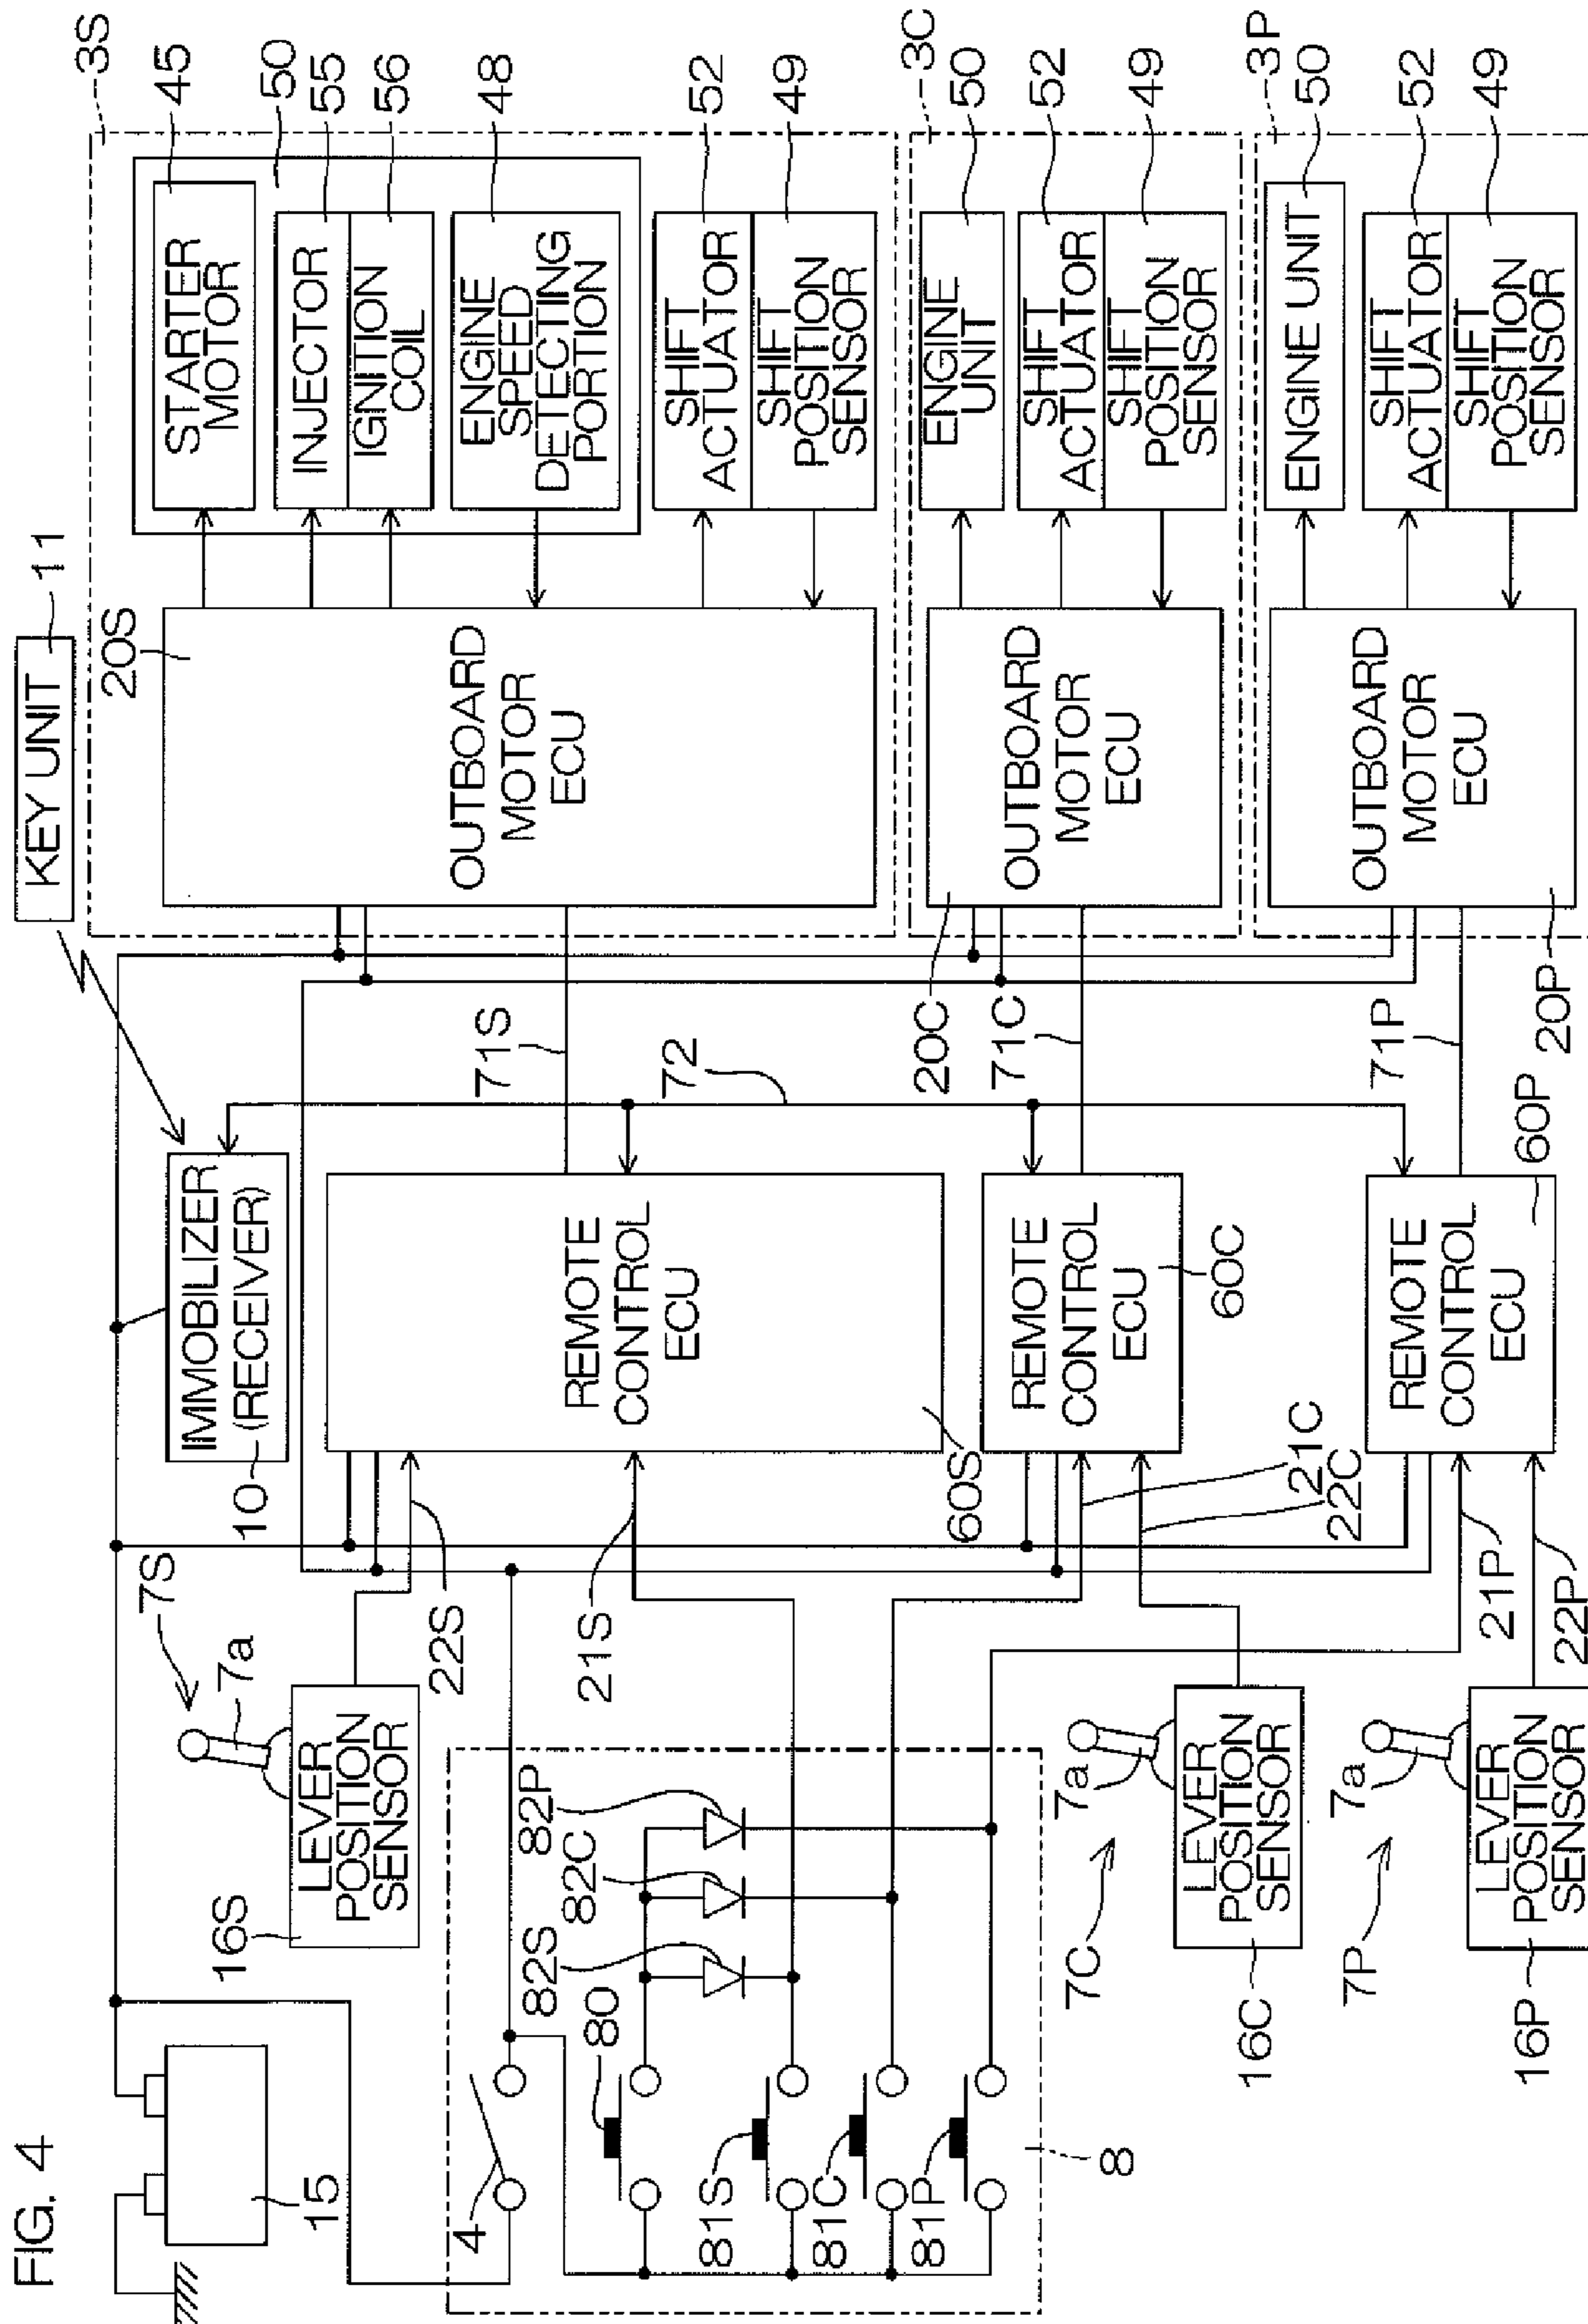 FIG. 4
15
KEY UNIT
11
IMMOBILIZER
(RECEIVER)
10
7S
7a
LEVER
POSITION
SENSOR
16S
22S
21S
REMOTE
CONTROL
ECU
60S
71S
72
3S
20S
OUTBOARD
MOTOR
ECU
STARTER
MOTOR
45
50
INJECTOR
55
IGNITION
COIL
56
ENGINE
SPEED
DETECTING
PORTION
48
SHIFT
ACTUATOR
52
SHIFT
POSITION
SENSOR
49
4
80
82S
82C
82P
81S
81C
81P
8
REMOTE
CONTROL
ECU
60C
21C
22C
71C
20C
3C
OUTBOARD
MOTOR
ECU
ENGINE
UNIT
50
SHIFT
ACTUATOR
52
SHIFT
POSITION
SENSOR
49
7C
7a
LEVER
POSITION
SENSOR
16C
7P
7a
LEVER
POSITION
SENSOR
16P
21P
22P
REMOTE
CONTROL
ECU
60P
71P
20P
3P
OUTBOARD
MOTOR
ECU
ENGINE UNIT
50
SHIFT
ACTUATOR
52
SHIFT
POSITION
SENSOR
49